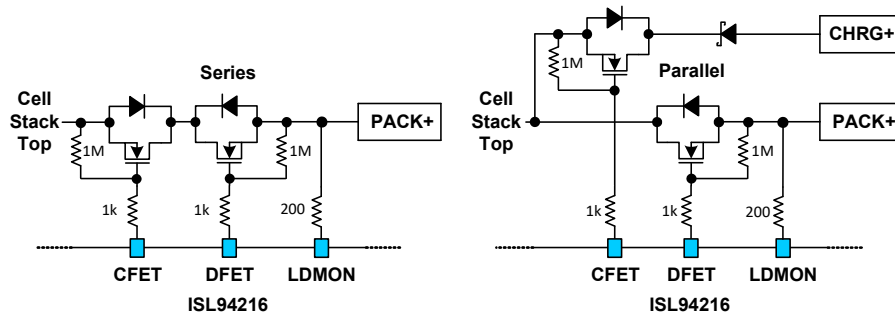 Series
Cell
Stack
Top
1M
1M
PACK+
1k
1k
200
CFET
DFET
LDMON
ISL94216
CHRG+
1M
Parallel
Cell
Stack
Top
PACK+
1M
1k
1k
200
CFET
DFET
LDMON
ISL94216